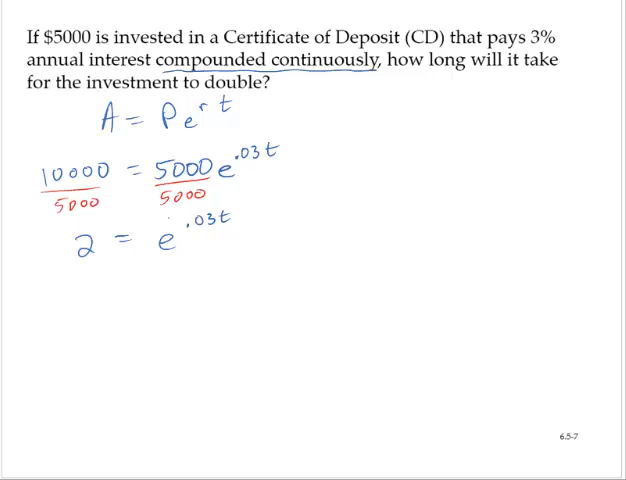 If $5000 is invested in a Certificate of Deposit (CD) that pays 3%
annual interest compounded continuously, how long will it take
for the investment to double?
A = Pe^rt
10000 = 5000e^.03t
5000 5000
2 = e^.03t
6.5-7